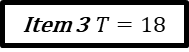 Item 3 T = 18